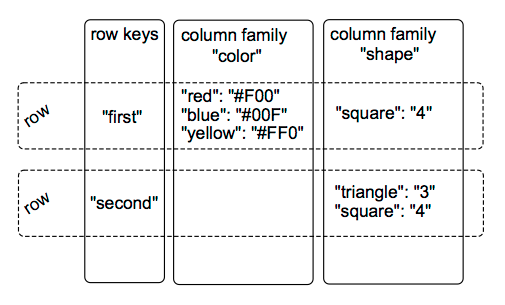 row keys
column family
"color"
column family
"shape"
row
"first"
"red": "#F00"
"blue": "#00F"
"yellow": "#FF0"
"square": "4"
row
"second"
"triangle": "3"
"square": "4"